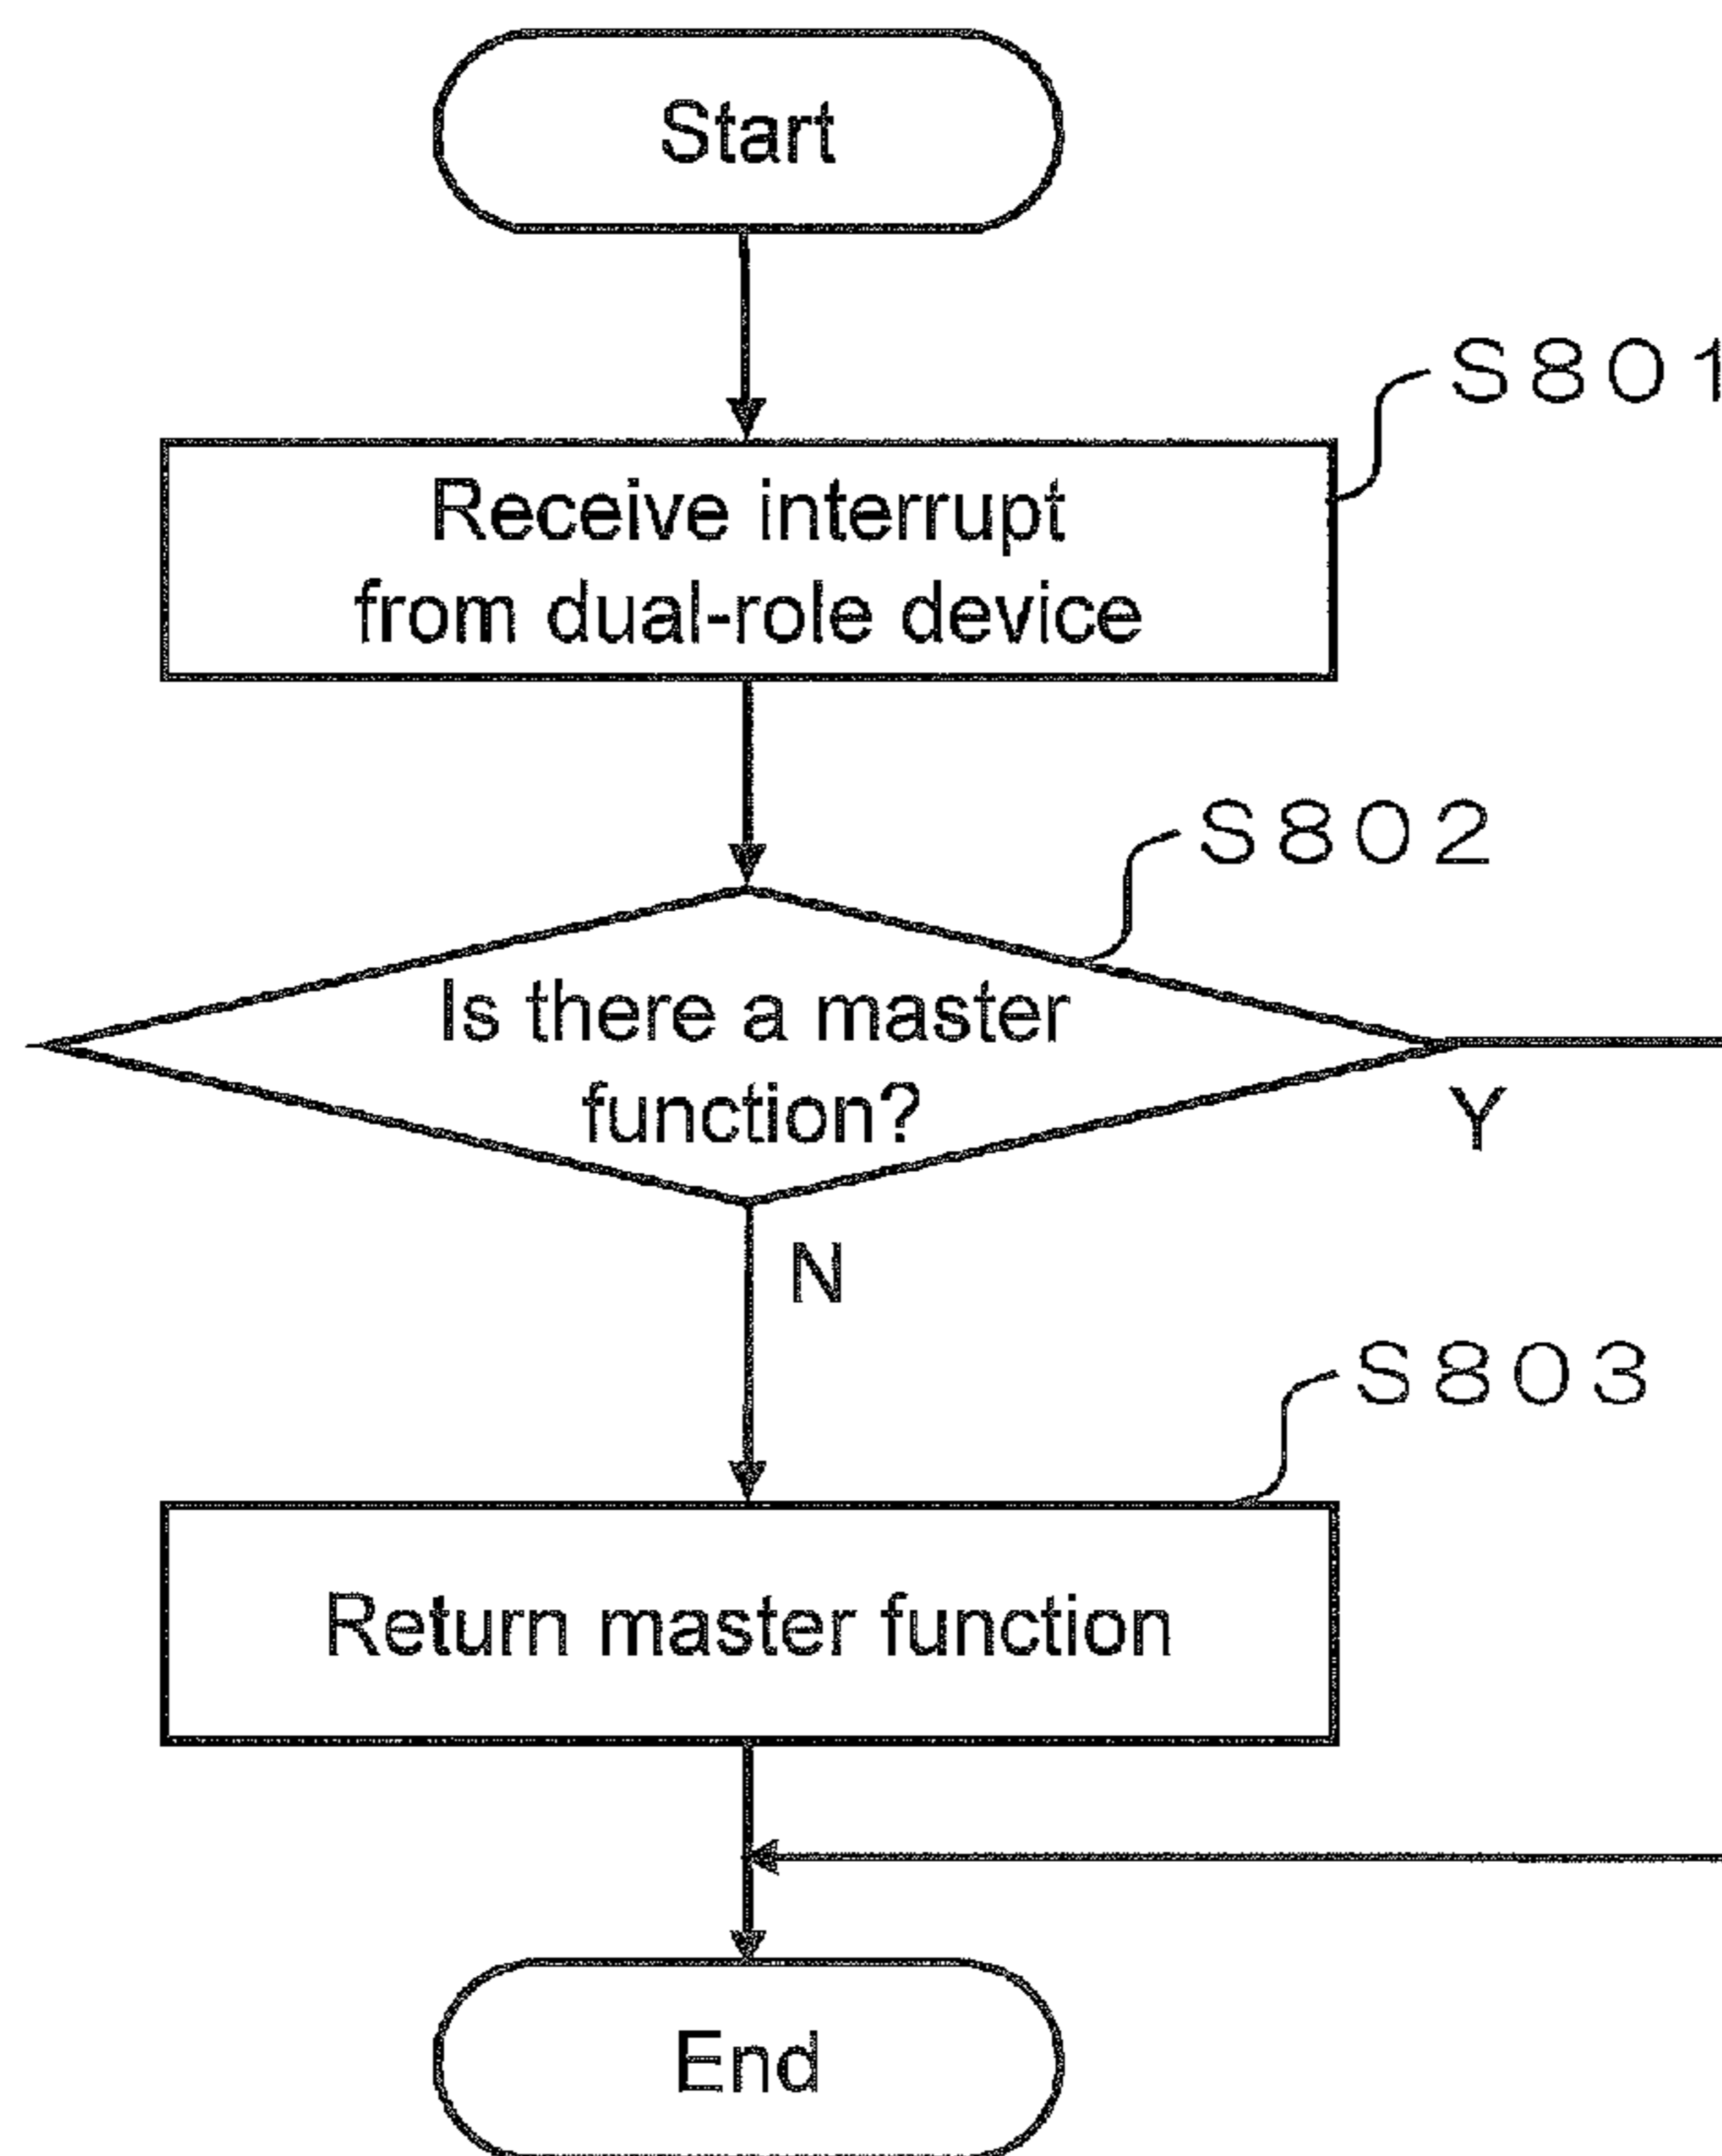 Start
S801
Receive interrupt
from dual-role device
S802
Is there a master
function?
Y
N
S803
Return master function
End